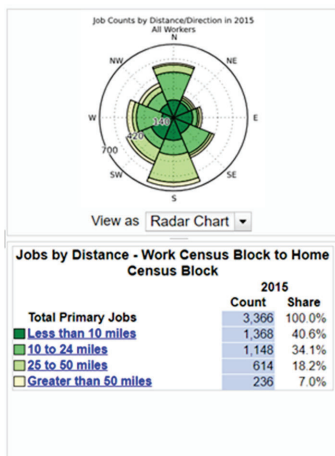 Job Counts by Distance/Direction in 2015
All Workers
N
NW
NE
W
E
140
420
700
SW
SE
S
View as Radar Chart
Jobs by Distance - Work Census Block to Home
Census Block
2015
Count Share
Total Primary Jobs 3,366 100.0%
Less than 10 miles 1,368 40.6%
10 to 24 miles 1,148 34.1%
25 to 50 miles 614 18.2%
Greater than 50 miles 236 7.0%